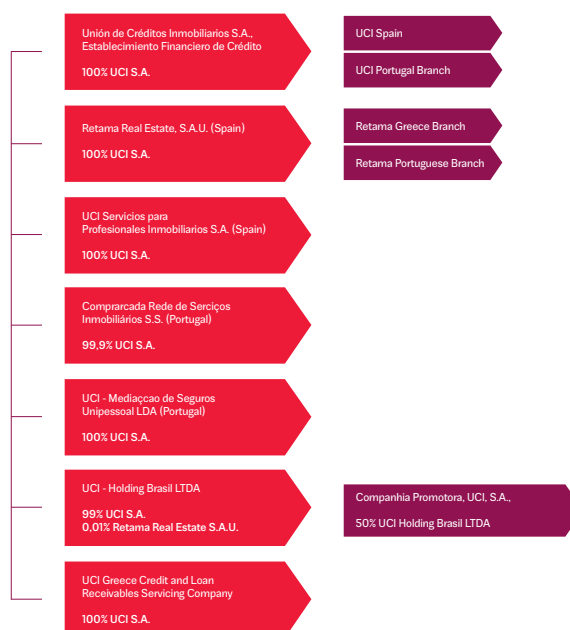 Unión de Créditos Inmobiliarios S.A.,
Establecimiento Financiero de Crédito
100% UCI S.A.
UCI Spain
UCI Portugal Branch
Retama Real Estate, S.A.U. (Spain)
100% UCI S.A.
Retama Greece Branch
Retama Portuguese Branch
UCI Servicios para
Profesionales Inmobiliarios S.A. (Spain)
100% UCI S.A.
Comprarcada Rede de Serciços
Inmobiliários S.S. (Portugal)
99,9% UCI S.A.
UCI - Mediaçcao de Seguros
Unipessoal LDA (Portugal)
100% UCI S.A.
UCI - Holding Brasil LTDA
99% UCI S.A.
0,01% Retama Real Estate S.A.U.
Companhia Promotora, UCI, S.A.,
50% UCI Holding Brasil LTDA
UCI Greece Credit and Loan
Receivables Servicing Company
100% UCI S.A.